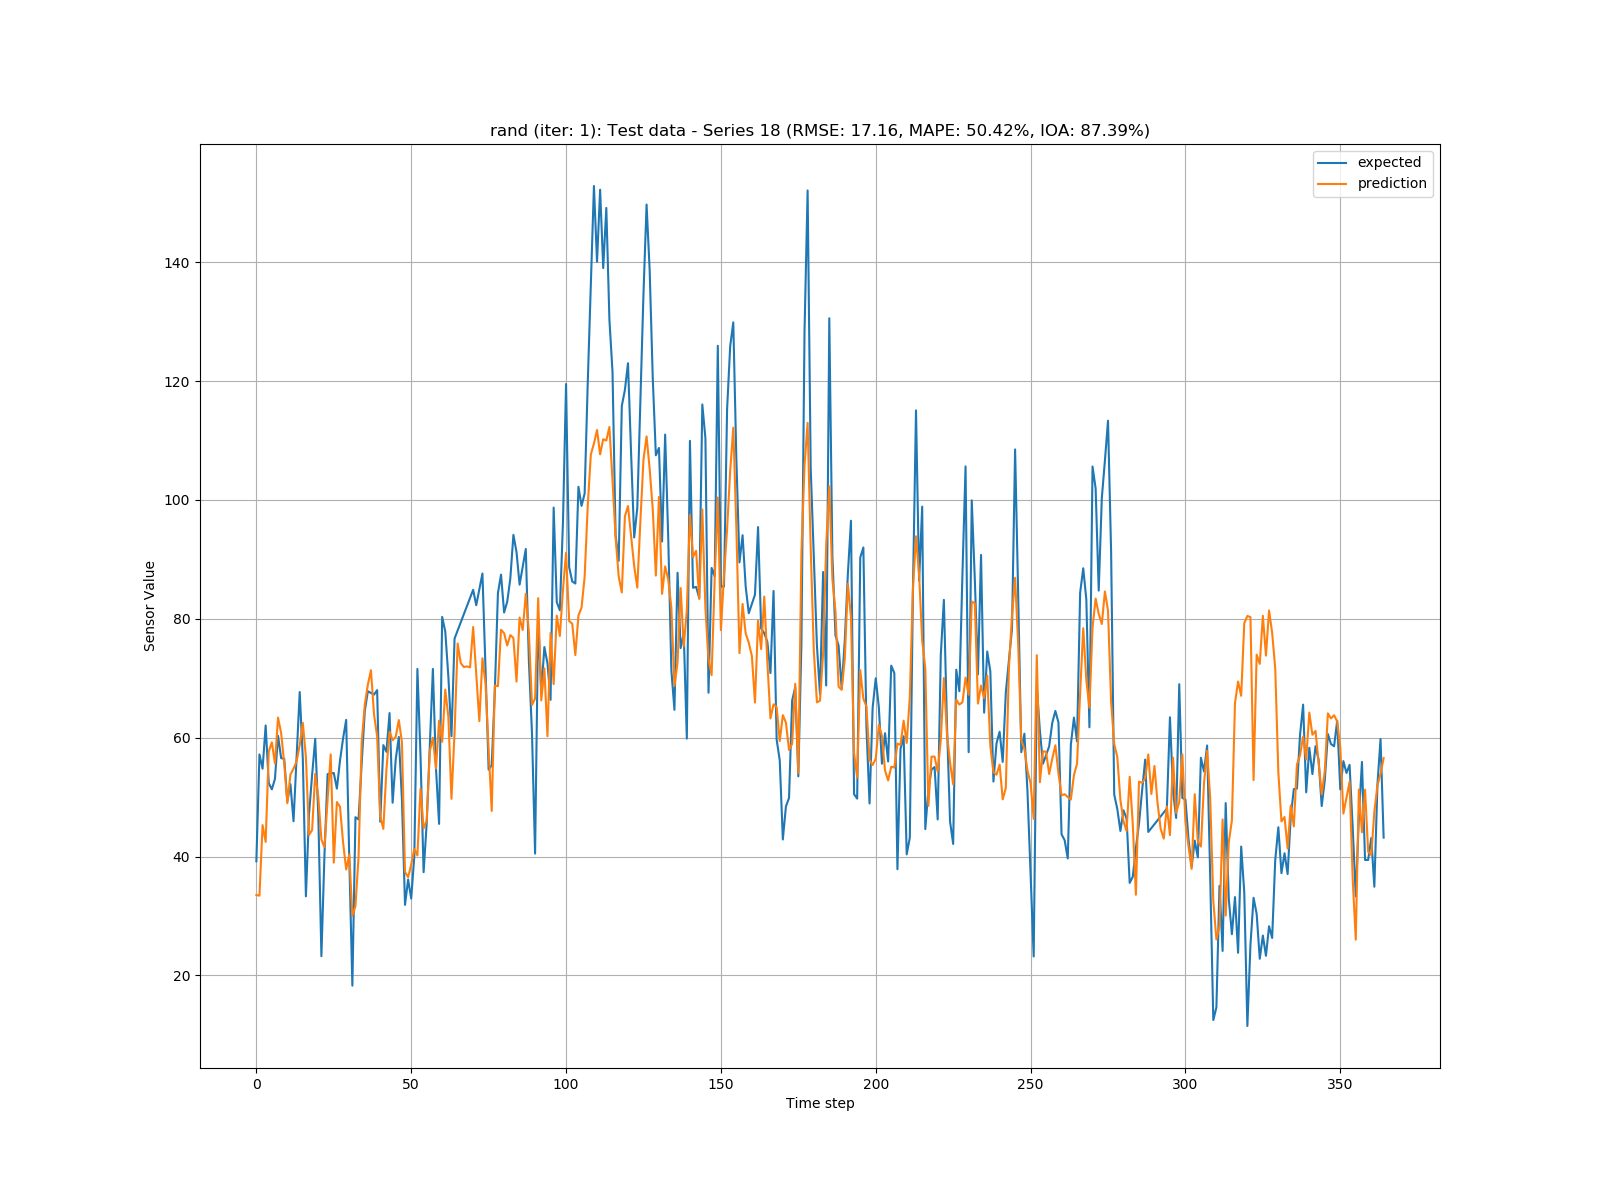 rand (iter: 1): Test data - Series 18 (RMSE: 17.16, MAPE: 50.42%, IOA: 87.39%)
expected
prediction
140
120
100
80
60
40
20
Sensor Value
0 50 100 150 200 250 300 350
Time step